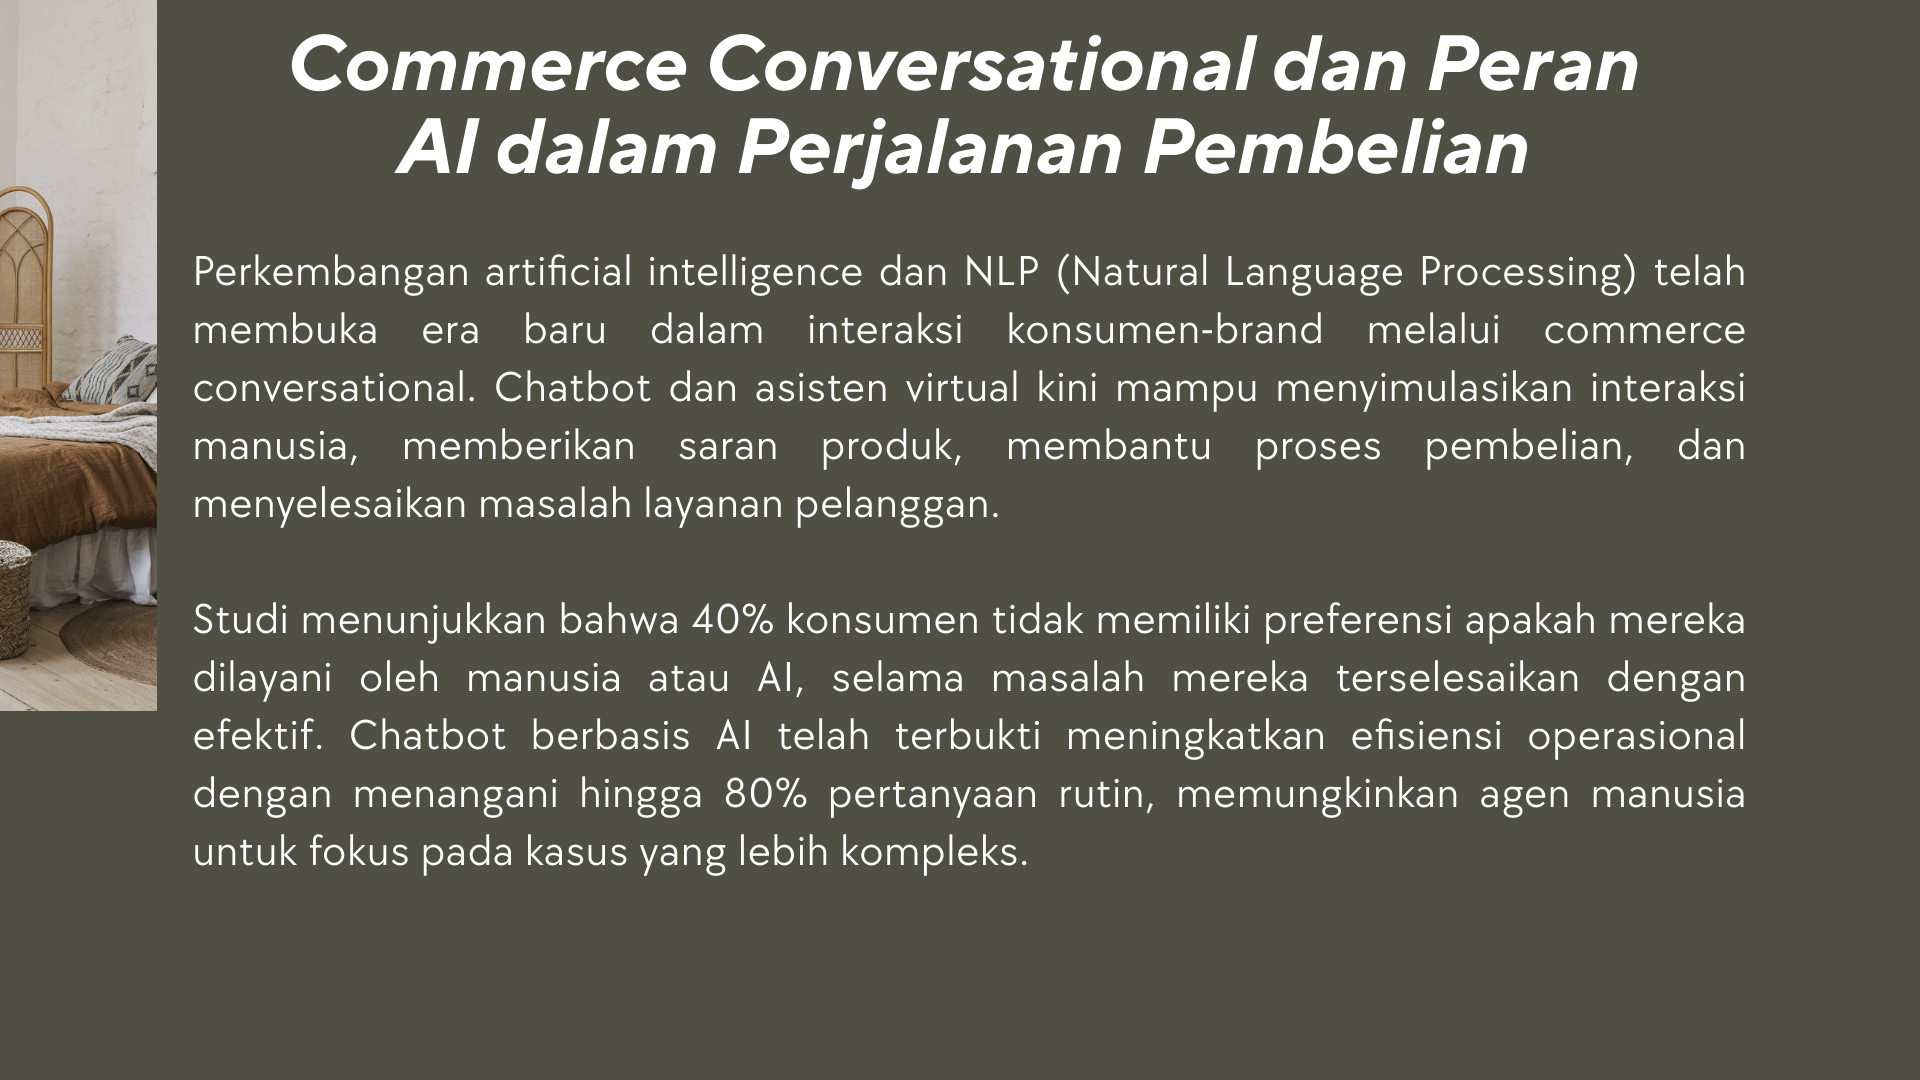 Commerce Conversational dan Peran
AI dalam Perjalanan Pembelian
Perkembangan artificial intelligence dan NLP (Natural Language Processing) telah
membuka era baru dalam interaksi konsumen-brand melalui commerce
conversational. Chatbot dan asisten virtual kini mampu menyimulasikan interaksi
manusia, memberikan saran produk, membantu proses pembelian, dan
menyelesaikan masalah layanan pelanggan.
Studi menunjukkan bahwa 40% konsumen tidak memiliki preferensi apakah mereka
dilayani oleh manusia atau AI, selama masalah mereka terselesaikan dengan
efektif. Chatbot berbasis AI telah terbukti meningkatkan efisiensi operasional
dengan menangani hingga 80% pertanyaan rutin, memungkinkan agen manusia
untuk fokus pada kasus yang lebih kompleks.